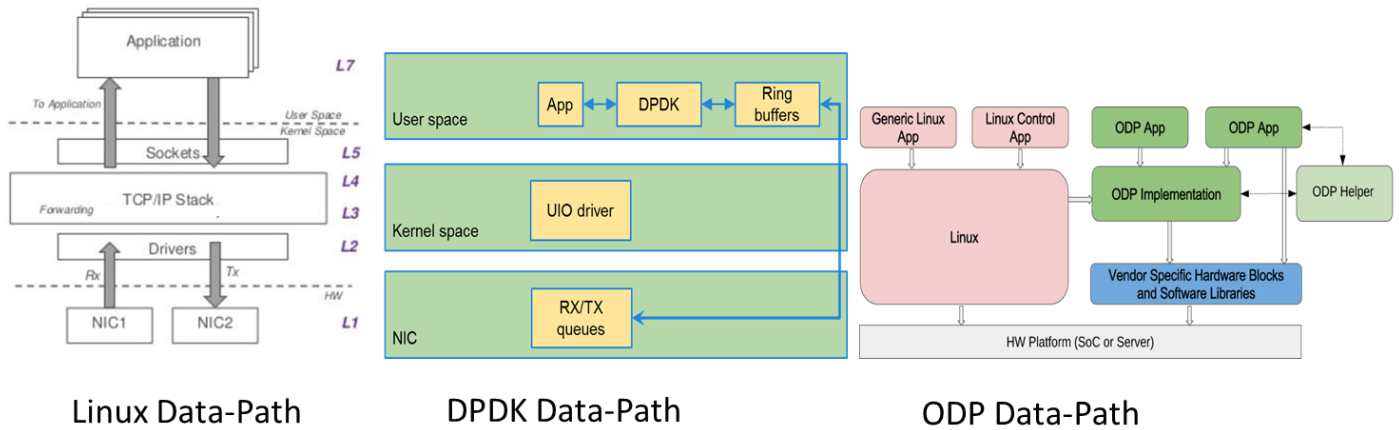 Application
L7
To Application
User Space
Kernel Space
Sockets
L5
L4
TCP/IP Stack
Forwarding
L3
Drivers
L2
Rx
Tx
HW
NIC1
NIC2
L1
Linux Data-Path
App
DPDK
Ring
buffers
User space
UIO driver
Kernel space
RX/TX
queues
NIC
DPDK Data-Path
Generic Linux
App
Linux Control
App
ODP App
ODP App
ODP Implementation
ODP Helper
Linux
Vendor Specific Hardware Blocks
and Software Libraries
HW Platform (SoC or Server)
ODP Data-Path